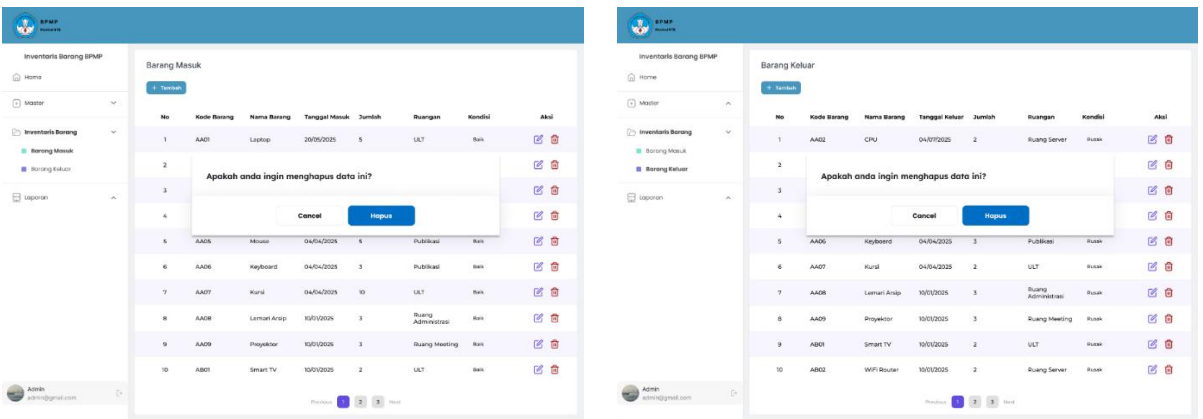 BPMP
Inventaris Barang BPMP
Home
Master
Inventaris Barang
Barang Masuk
Barang Keluar
Laporan
Admin
admin@gmail.com
Barang Masuk
+ Tambah
No Kode Barang Nama Barang Tanggal Masuk Jumlah Ruangan Kondisi Aksi
1 AA01 Laptop 20/05/2025 5 ULT Baik
2
3
4
Apakah anda ingin menghapus data ini?
Cancel Hapus
5 AA05 Mouse 04/04/2025 5 Publikasi Baik
6 AA06 Keyboard 04/04/2025 3 Publikasi Baik
7 AA07 Kursi 04/04/2025 10 ULT Baik
8 AA08 Lemari Arsip 10/01/2025 3 Ruang Administrasi Baik
9 AA09 Proyektor 10/01/2025 3 Ruang Meeting Baik
10 AB01 Smart TV 10/01/2025 2 ULT Baik
Previous 1 2 3 Next
BPMP
Inventaris Barang BPMP
Home
Master
Inventaris Barang
Barang Masuk
Barang Keluar
Laporan
Admin
admin@gmail.com
Barang Keluar
+ Tambah
No Kode Barang Nama Barang Tanggal Keluar Jumlah Ruangan Kondisi Aksi
1 AA02 CPU 04/07/2025 2 Ruang Server Rusak
2
3
4
Apakah anda ingin menghapus data ini?
Cancel Hapus
5 AA06 Keyboard 04/04/2025 3 Publikasi Rusak
6 AA07 Kursi 04/04/2025 2 ULT Rusak
7 AA08 Lemari Arsip 10/01/2025 3 Ruang Administrasi Rusak
8 AA09 Proyektor 10/01/2025 3 Ruang Meeting Rusak
9 AB01 Smart TV 10/01/2025 2 ULT Rusak
10 AB02 WiFi Router 10/01/2025 2 Ruang Server Rusak
Previous 1 2 3 Next